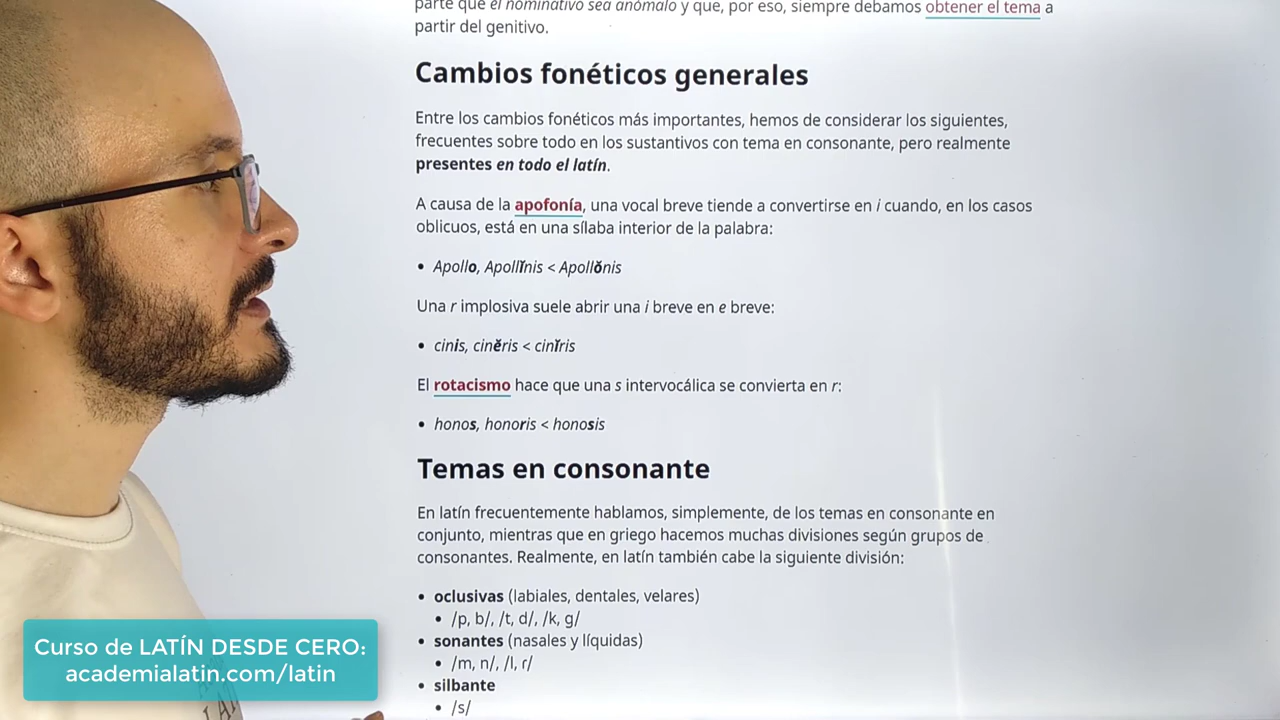 parte que el nominativo sea anómalo y que, por eso, siempre debamos obtener el tema a
partir del genitivo.
Cambios fonéticos generales
Entre los cambios fonéticos más importantes, hemos de considerar los siguientes,
frecuentes sobre todo en los sustantivos con tema en consonante, pero realmente
presentes en todo el latín.
A causa de la apofonía, una vocal breve tiende a convertirse en i cuando, en los casos
oblicuos, está en una sílaba interior de la palabra:
• Apollo, Apollĭnis < Apollŏnis
Una r implosiva suele abrir una i breve en e breve:
• cinis, cinĕris < cinĭris
El rotacismo hace que una s intervocálica se convierta en r:
• honos, honoris < honosis
Temas en consonante
En latín frecuentemente hablamos, simplemente, de los temas en consonante en
conjunto, mientras que en griego hacemos muchas divisiones según grupos de
consonantes. Realmente, en latín también cabe la siguiente división:
• oclusivas (labiales, dentales, velares)
• /p, b/, /t, d/, /k, g/
• sonantes (nasales y líquidas)
• /m, n/, /l, r/
• silbante
• /s/
Curso de LATÍN DESDE CERO:
academialatin.com/latin